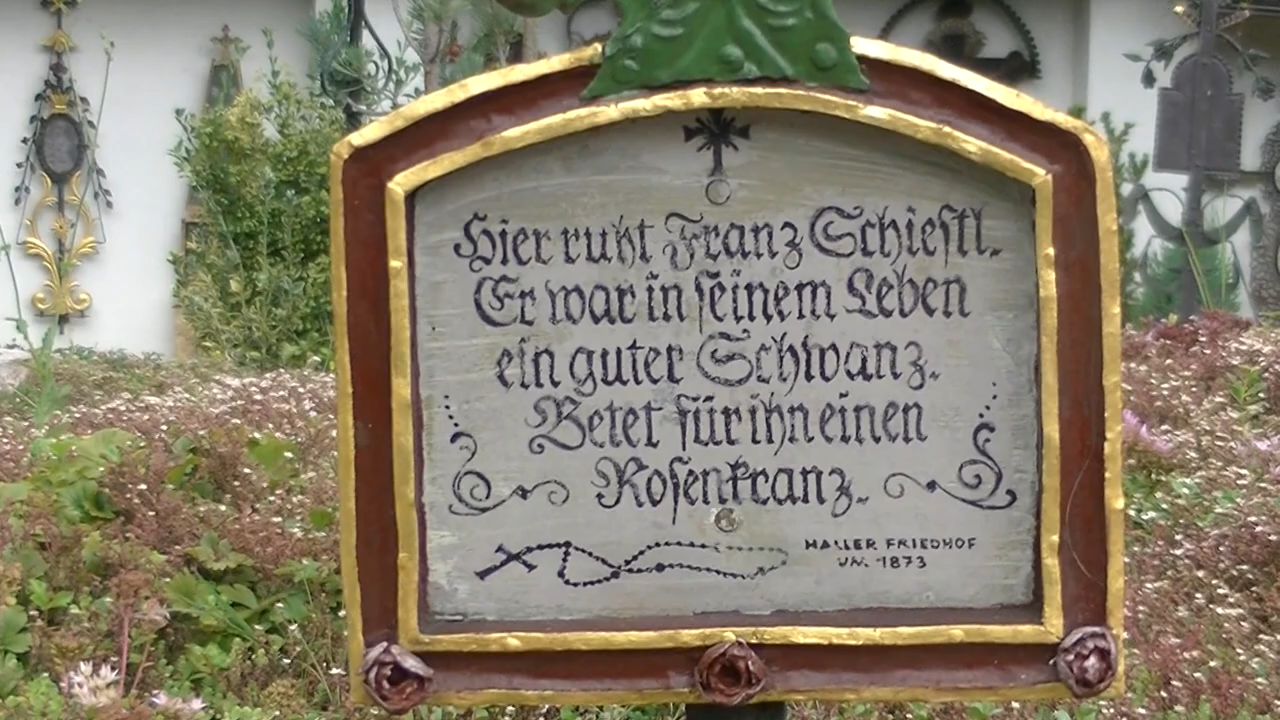 Hier ruht Franz Schiestl.
Er war in seinem Leben
ein guter Schwanz.
Betet für ihn einen
Rosenkranz.
HALLER FRIEDHOF
UM. 1873